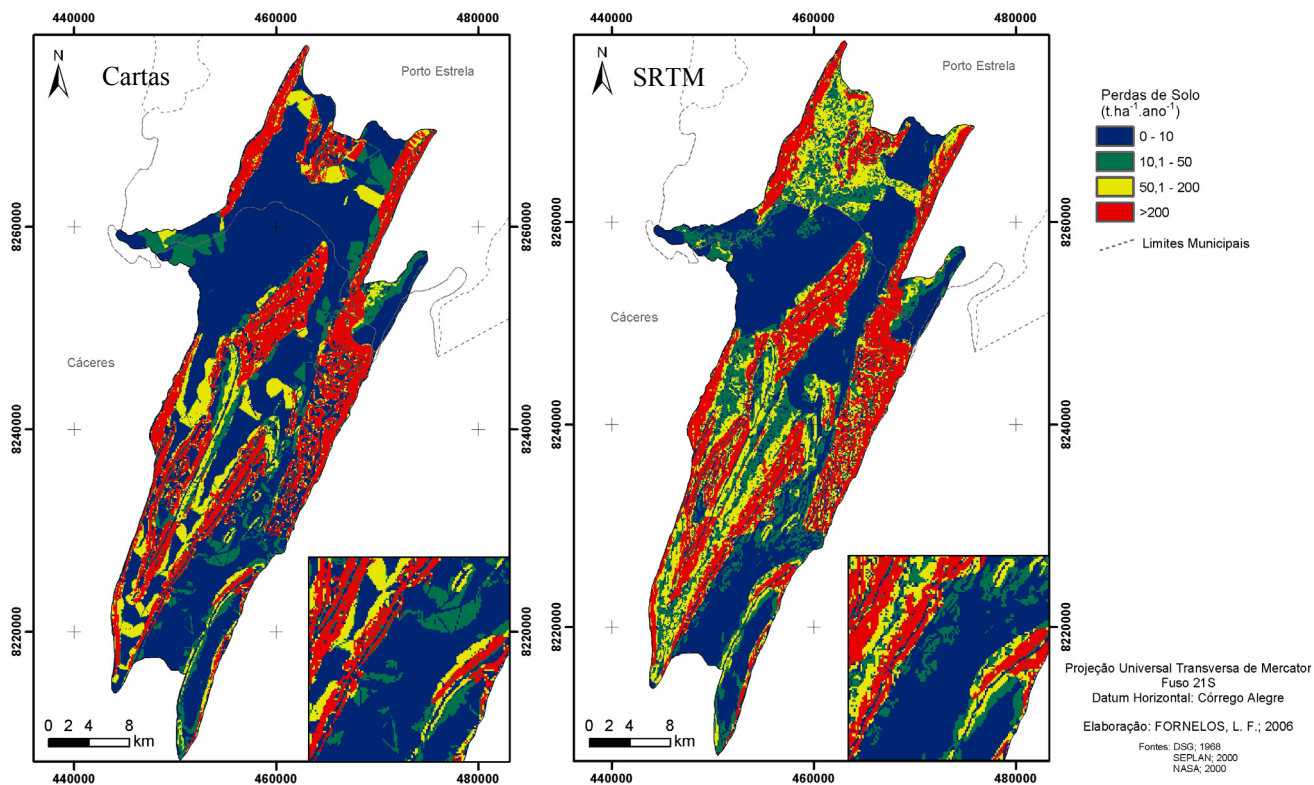 440000
460000
480000
440000
460000
480000
N
Cartas
Porto Estrela
Cáceres
8260000
8240000
8220000
8260000
8240000
8220000
0 2 4 8
km
440000
460000
480000
N
SRTM
Porto Estrela
Cáceres
8260000
8240000
8220000
0 2 4 8
km
440000
460000
480000
Perdas de Solo
(t.ha⁻¹.ano⁻¹)
0 - 10
10,1 - 50
50,1 - 200
>200
Limites Municipais
Projeção Universal Transversa de Mercator
Fuso 21S
Datum Horizontal: Córrego Alegre
Elaboração: FORNELOS, L. F.; 2006
Fontes: DSG; 1968
SEPLAN; 2000
NASA; 2000